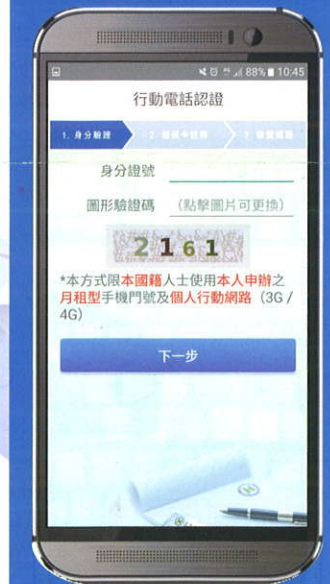 88% 10:45
行動電話認證
1. 身分驗證
身分證號
圖形驗證碼 (點擊圖片可更換)
2161
*本方式限本國籍人士使用本人申辦之
月租型手機門號及個人行動網路(3G /
4G)
下一步